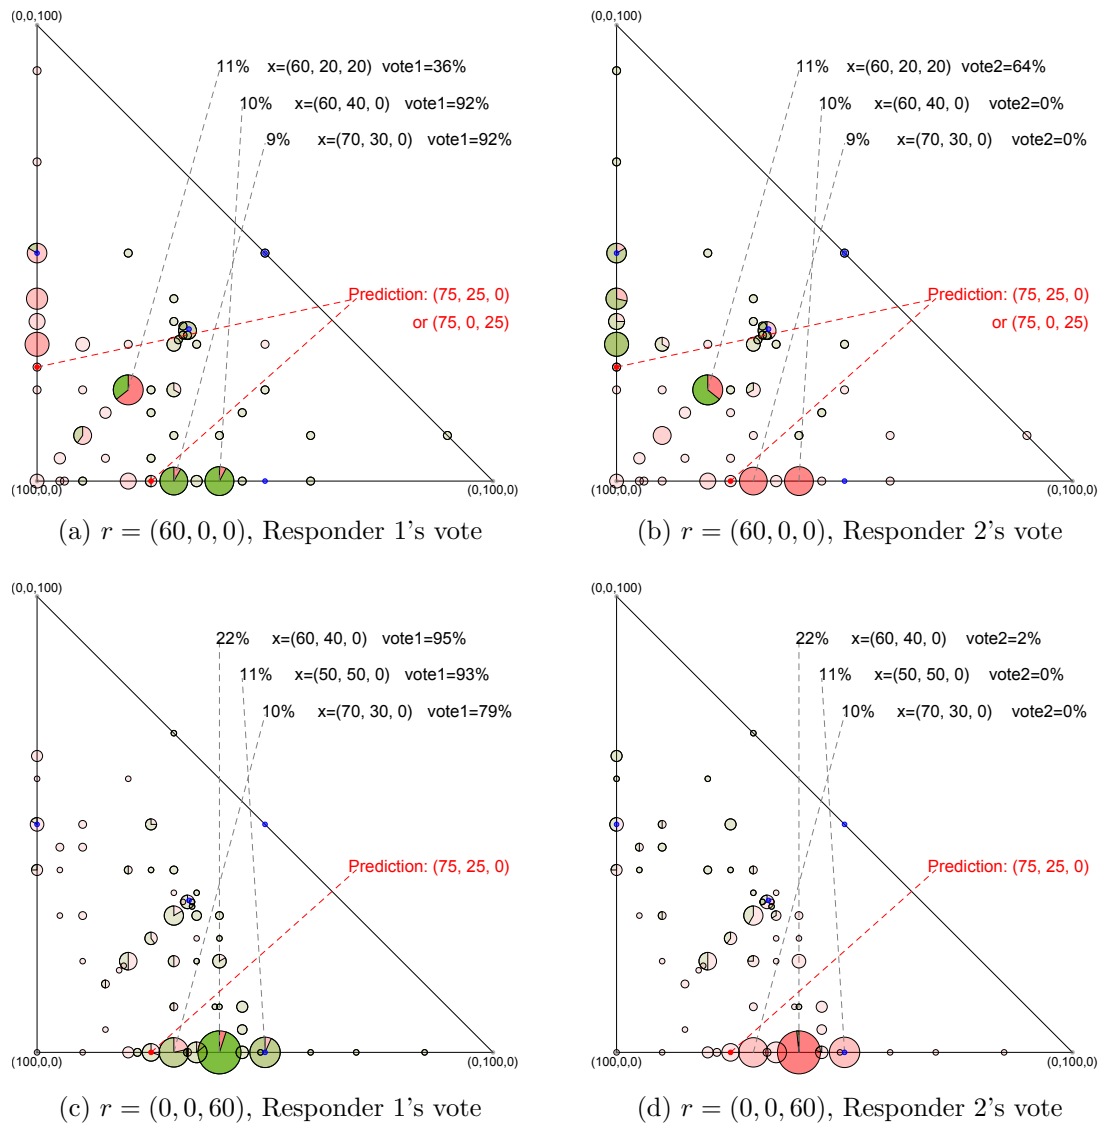 (0,0,100)
11% x=(60, 20, 20) vote1=36%
10% x=(60, 40, 0) vote1=92%
9% x=(70, 30, 0) vote1=92%
Prediction: (75, 25, 0)
or (75, 0, 25)
(100,0,0) (0,100,0)
(a) r = (60, 0, 0), Responder 1's vote
(0,0,100)
11% x=(60, 20, 20) vote2=64%
10% x=(60, 40, 0) vote2=0%
9% x=(70, 30, 0) vote2=0%
Prediction: (75, 25, 0)
or (75, 0, 25)
(100,0,0) (0,100,0)
(b) r = (60, 0, 0), Responder 2's vote
(0,0,100)
22% x=(60, 40, 0) vote1=95%
11% x=(50, 50, 0) vote1=93%
10% x=(70, 30, 0) vote1=79%
Prediction: (75, 25, 0)
(100,0,0) (0,100,0)
(c) r = (0, 0, 60), Responder 1's vote
(0,0,100)
22% x=(60, 40, 0) vote2=2%
11% x=(50, 50, 0) vote2=0%
10% x=(70, 30, 0) vote2=0%
Prediction: (75, 25, 0)
(100,0,0) (0,100,0)
(d) r = (0, 0, 60), Responder 2's vote